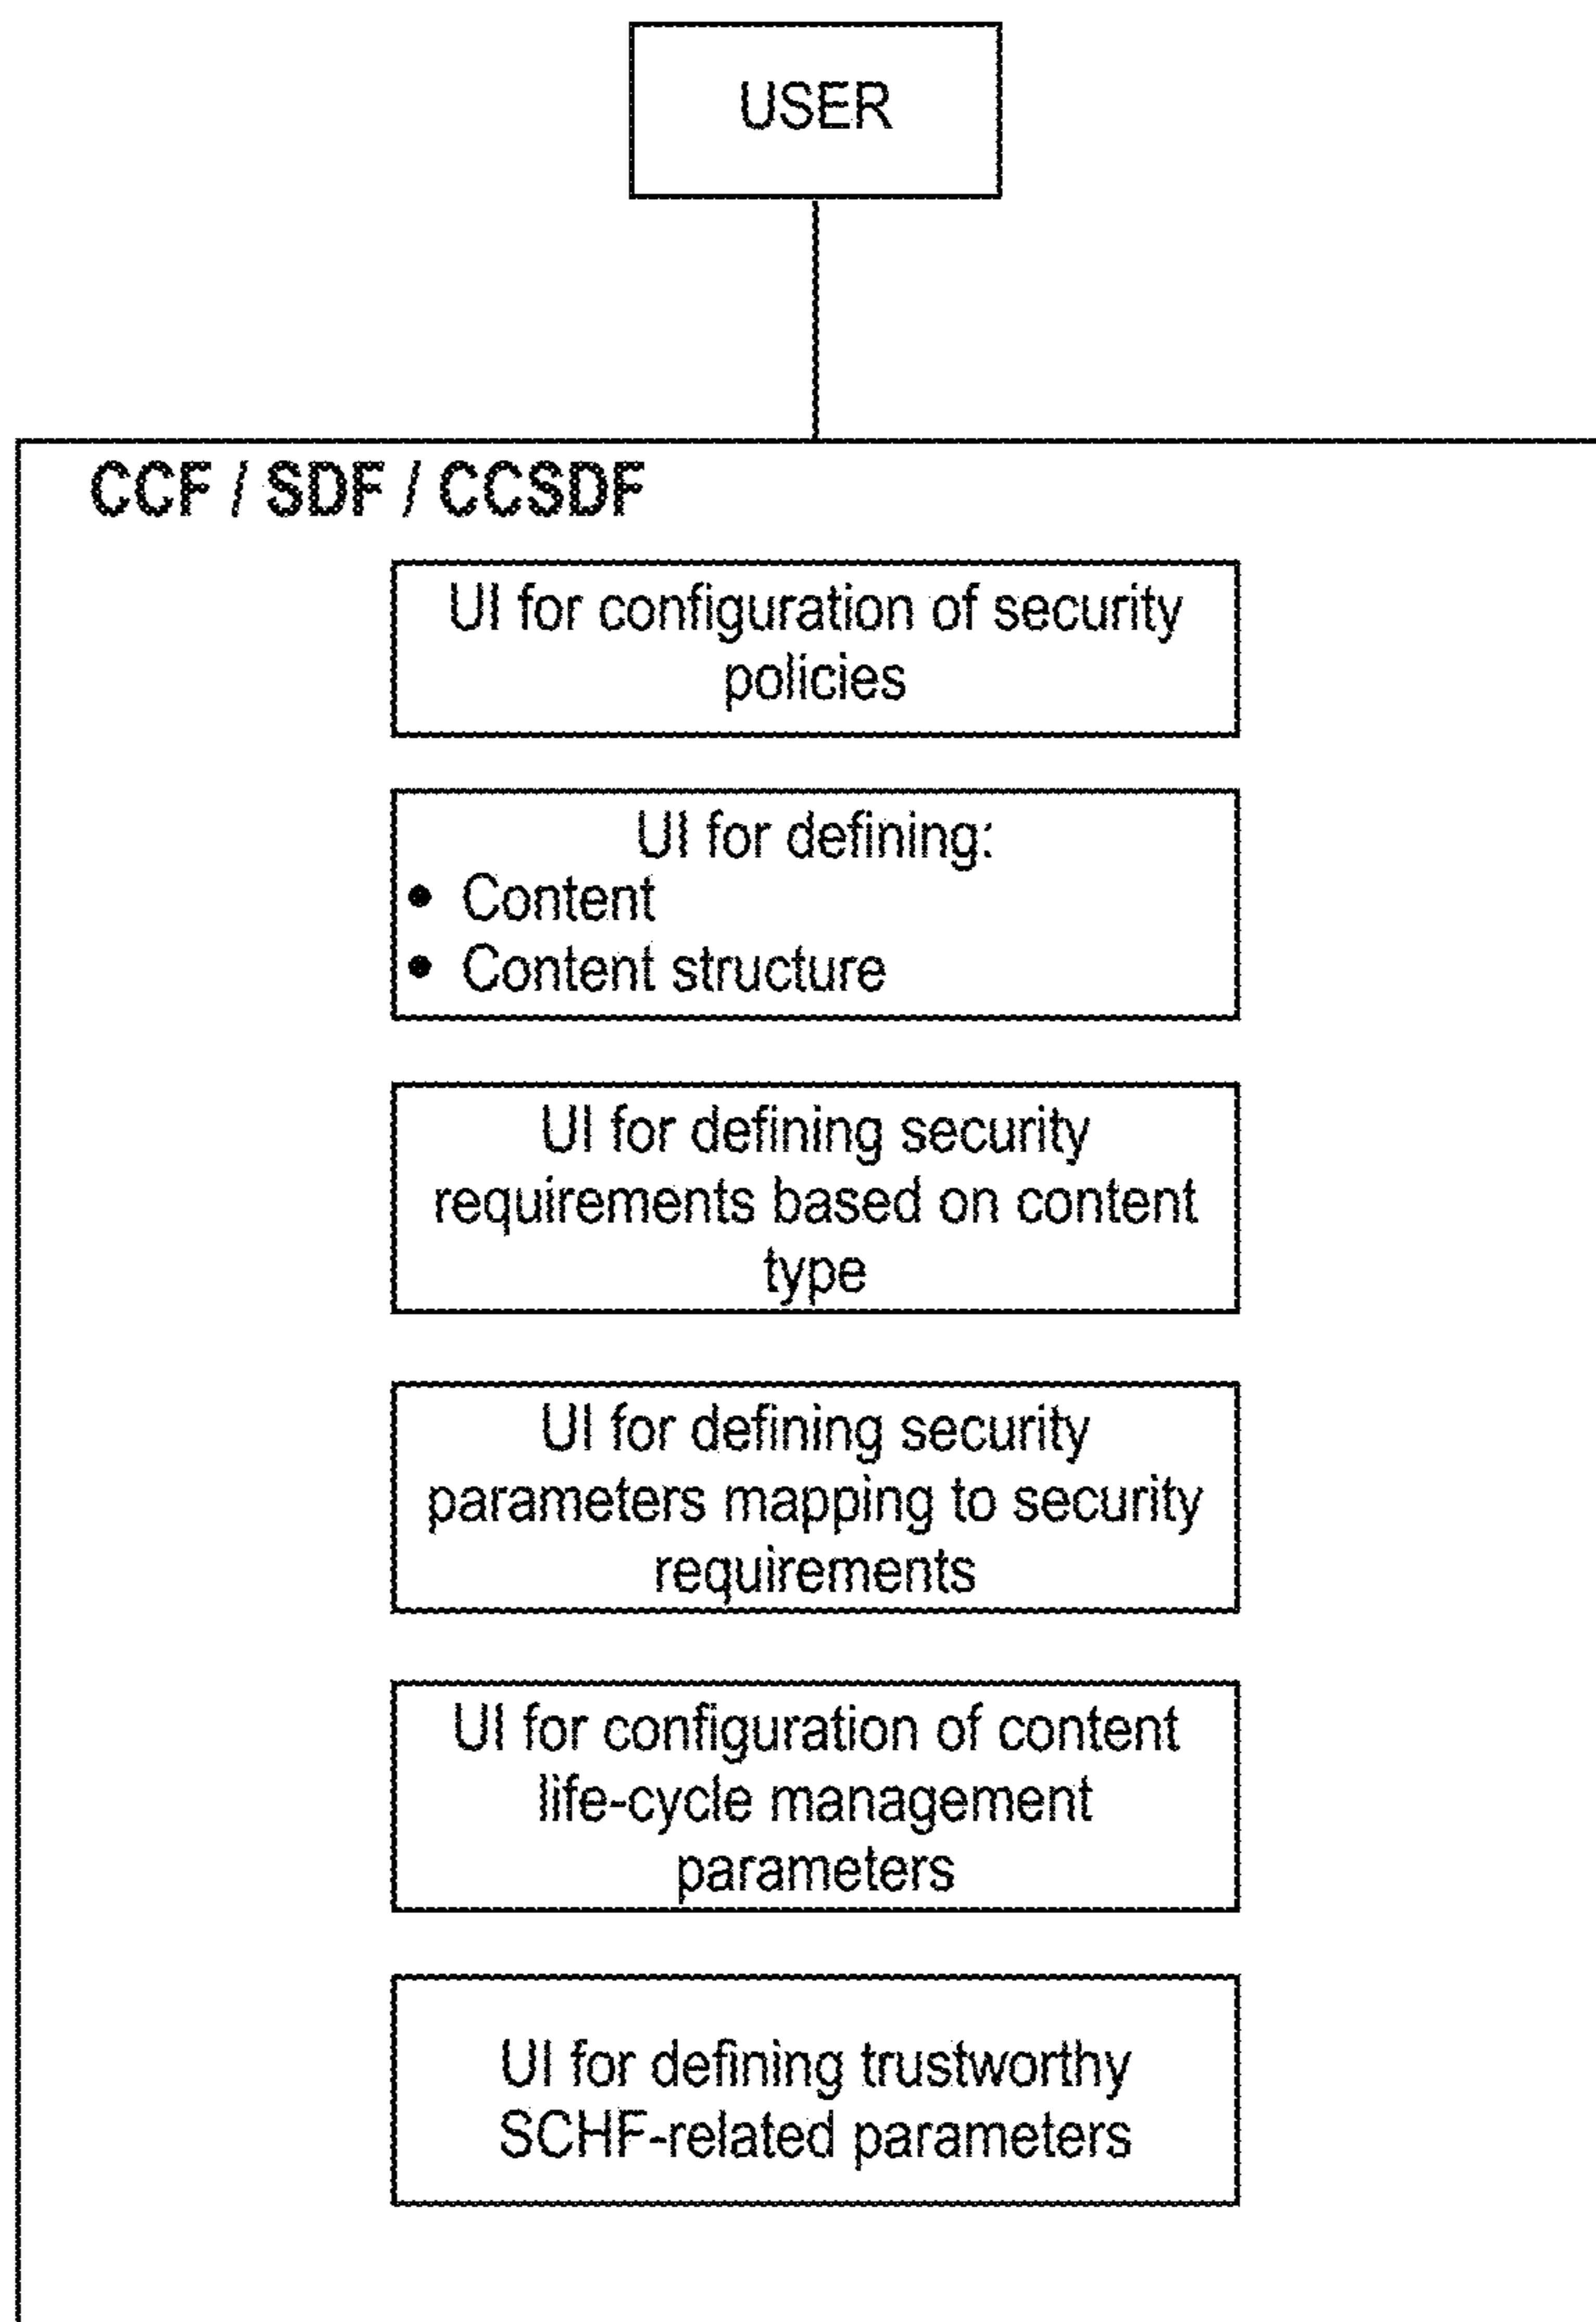 USER
CCF / SDF / CCSDF
UI for configuration of security
policies
UI for defining:
• Content
• Content structure
UI for defining security
requirements based on content
type
UI for defining security
parameters mapping to security
requirements
UI for configuration of content
life-cycle management
parameters
UI for defining trustworthy
SCHF-related parameters